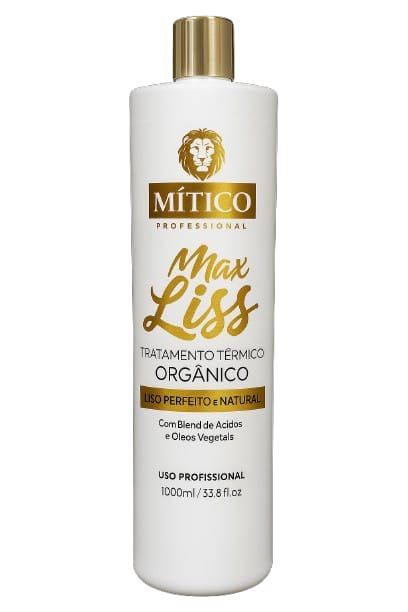 MÍTICO
PROFESSIONAL
Max
Liss
TRATAMENTO TÉRMICO
ORGÂNICO
LISO PERFEITO E NATURAL
Com Blend de Acidos
e Oleos Vegetais
USO PROFISSIONAL
1000ml / 33.8 fl.oz